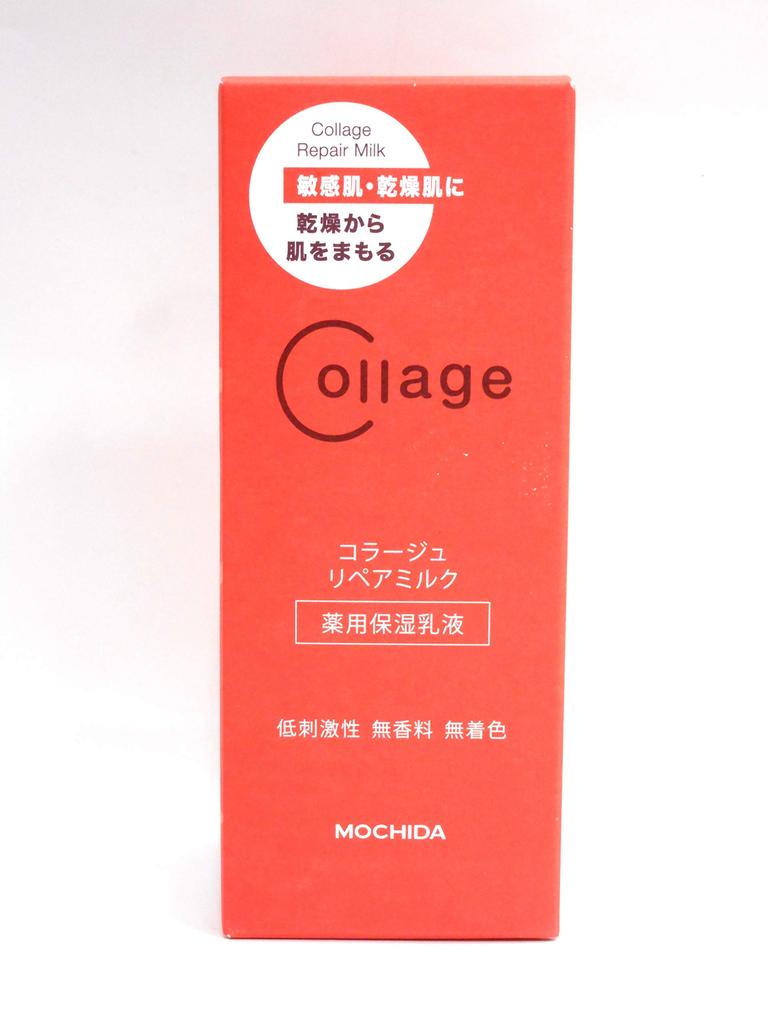 Collage
Repair Milk
敏感肌・乾燥肌に
乾燥から
肌をまもる
Collage
コラージュ
リペアミルク
薬用保湿乳液
低刺激性 無香料 無着色
MOCHIDA